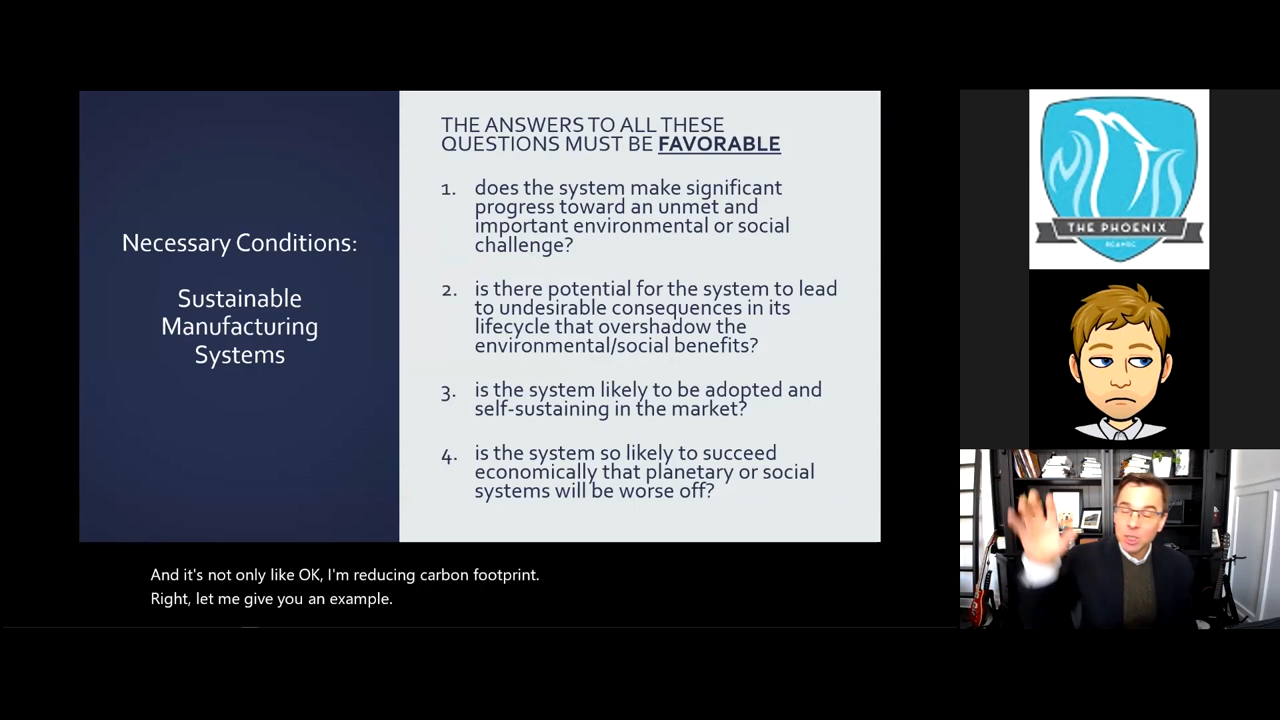 Necessary Conditions:
Sustainable
Manufacturing
Systems
THE ANSWERS TO ALL THESE
QUESTIONS MUST BE FAVORABLE
1. does the system make significant
progress toward an unmet and
important environmental or social
challenge?
2. is there potential for the system to lead
to undesirable consequences in its
lifecycle that overshadow the
environmental/social benefits?
3. is the system likely to be adopted and
self-sustaining in the market?
4. is the system so likely to succeed
economically that planetary or social
systems will be worse off?
And it's not only like OK, I'm reducing carbon footprint.
Right, let me give you an example.
THE PHOENIX